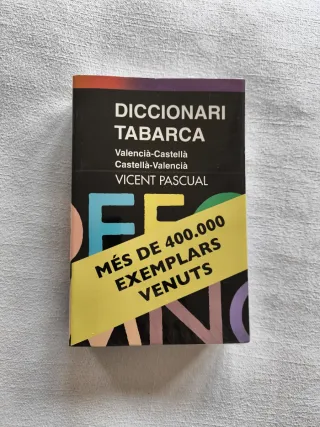 DICCIONARI
TABARCA
Valencià-Castellà
Castellà-Valencià
VICENT PASCUAL
MÉS DE 400.000
EXEMPLARS
VENUTS